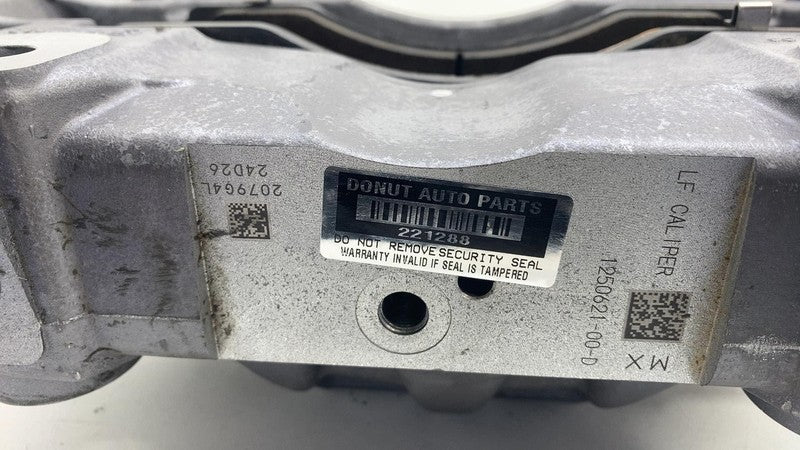 24D26
2079G4L
DONUT AUTO PARTS
221288
DO NOT REMOVE SECURITY SEAL
WARRANTY INVALID IF SEAL IS TAMPERED
LF CALIPER
1250621-00-D
MX